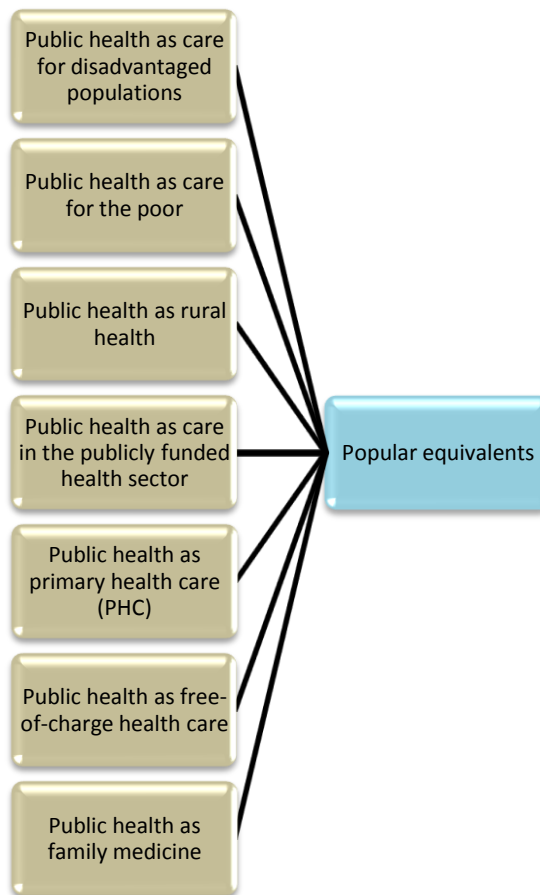 Public health as care
for disadvantaged
populations
Public health as care
for the poor
Public health as rural
health
Public health as care
in the publicly funded
health sector
Popular equivalents
Public health as
primary health care
(PHC)
Public health as free-
of-charge health care
Public health as
family medicine